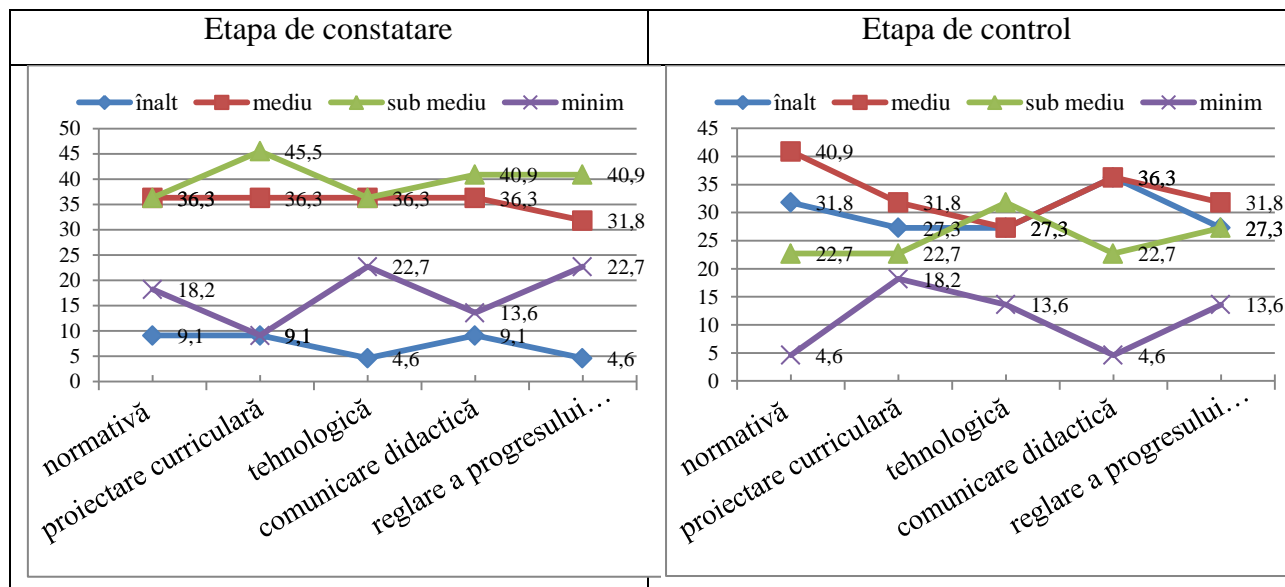 Etapa de constatare
Etapa de control
înalt mediu sub mediu minim
50
45
40
35
30
25
20
15
10
5
0
45,5
40,9 40,9
36,3 36,3 36,3 36,3
31,8
22,7 22,7
18,2
13,6
9,1 9,1 9,1
4,6 4,6
normativă
proiectare curriculară
tehnologică
comunicare didactică
reglare a progresului…
înalt mediu sub mediu minim
45
40
35
30
25
20
15
10
5
0
40,9
36,3
31,8 31,8 31,8
27,3 27,3 27,3
22,7 22,7 22,7
18,2
13,6 13,6
4,6 4,6
normativă
proiectare curriculară
tehnologică
comunicare didactică
reglare a progresului…